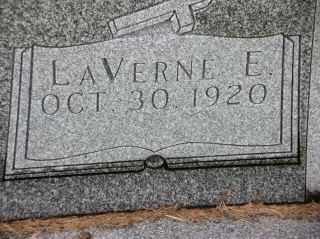 LAVERNE E.
OCT. 30. 1920